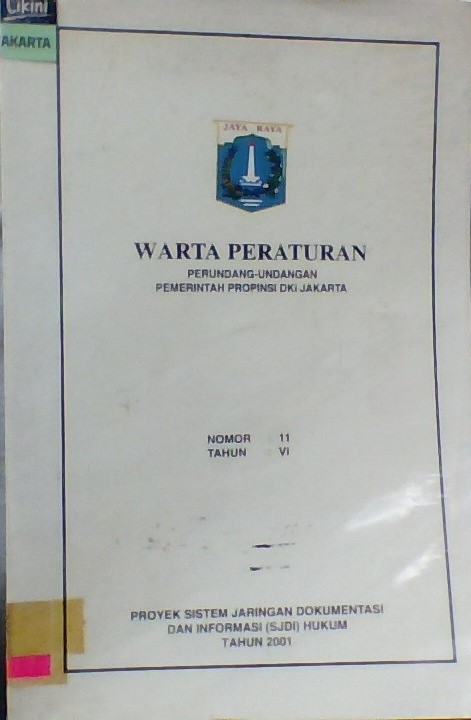 Cikini
AKARTA
JAYA RAYA
WARTA PERATURAN
PERUNDANG-UNDANGAN
PEMERINTAH PROPINSI DKI JAKARTA
NOMOR : 11
TAHUN : VI
PROYEK SISTEM JARINGAN DOKUMENTASI
DAN INFORMASI (SJDI) HUKUM
TAHUN 2001